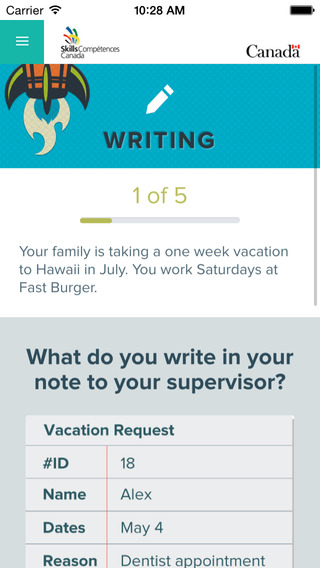 Carrier 10:28 AM
SkillsCompétences
Canada
Canada
WRITING
1 of 5
Your family is taking a one week vacation
to Hawaii in July. You work Saturdays at
Fast Burger.
What do you write in your
note to your supervisor?
Vacation Request
#ID 18
Name Alex
Dates May 4
Reason Dentist appointment